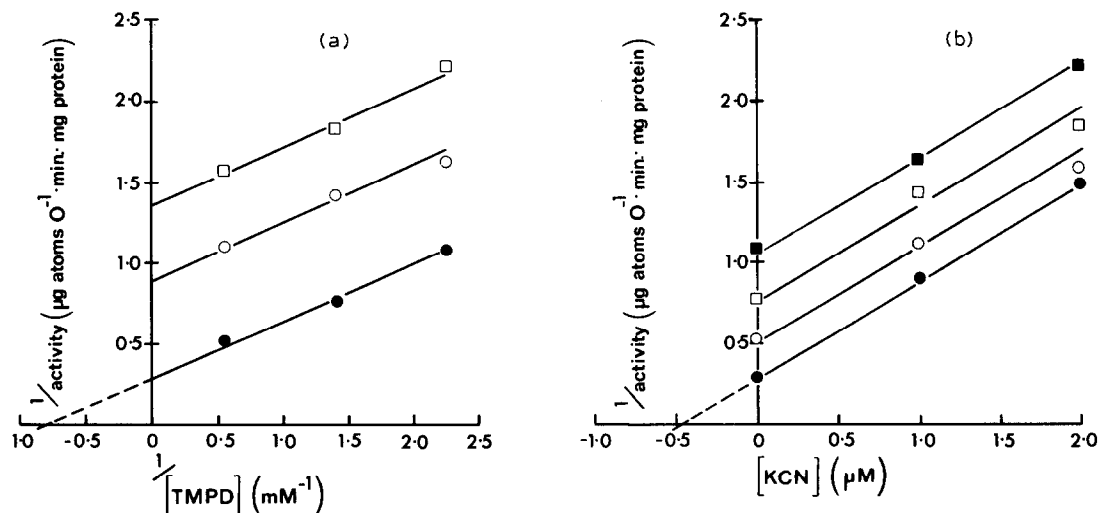 (a)
1/activity (µg atoms O⁻¹·min·mg protein)
2·5
2·0
1·5
1·0
0·5
1·0 -0·5 0 0·5 1·0 1·5 2·0 2·5
1/[TMPD] (mM⁻¹)
(b)
1/activity (µg atoms O⁻¹·min·mg protein)
2·5
2·0
1·5
1·0
0·5
-1·0 -0·5 0 0·5 1·0 1·5 2·0
[KCN] (µM)